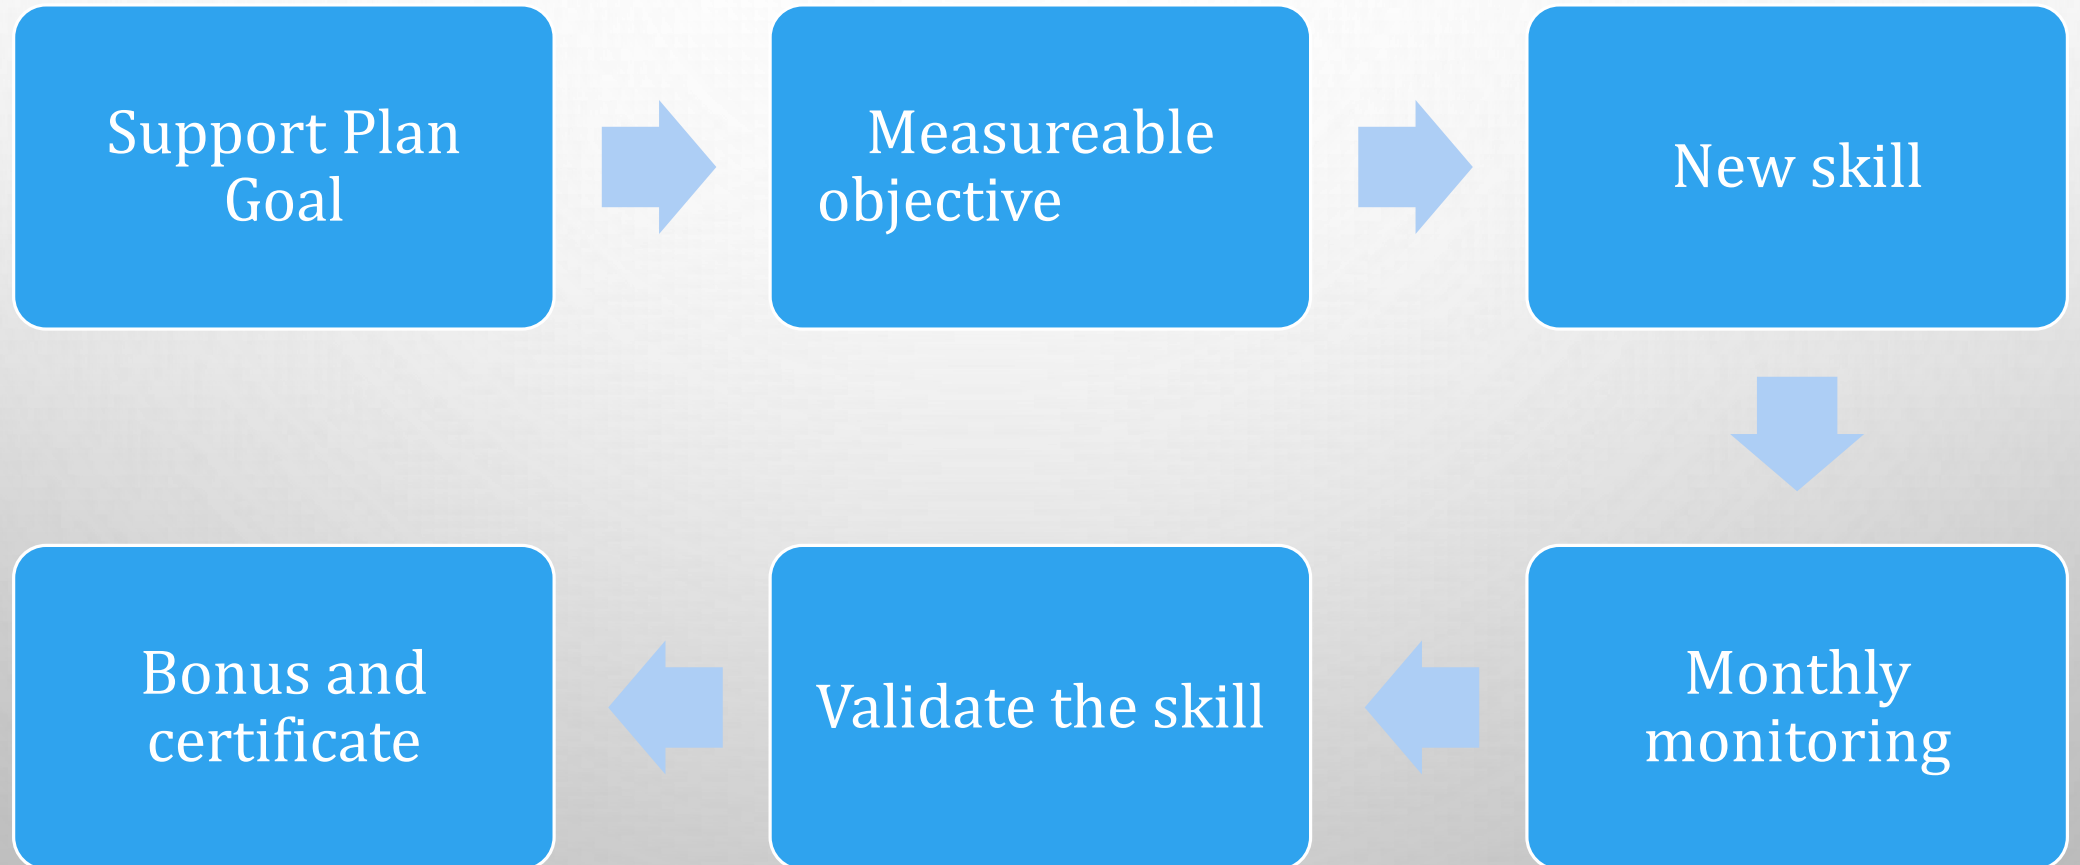 Support Plan
Goal
Measureable
objective
New skill
Monthly
monitoring
Validate the skill
Bonus and
certificate